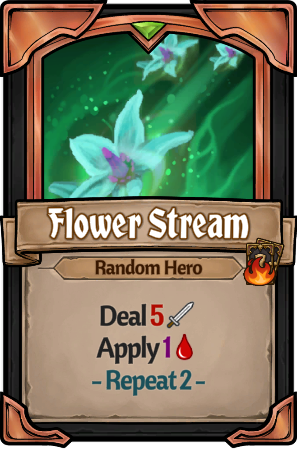 Flower Stream
Random Hero
Deal 5
Apply 1
- Repeat 2 -